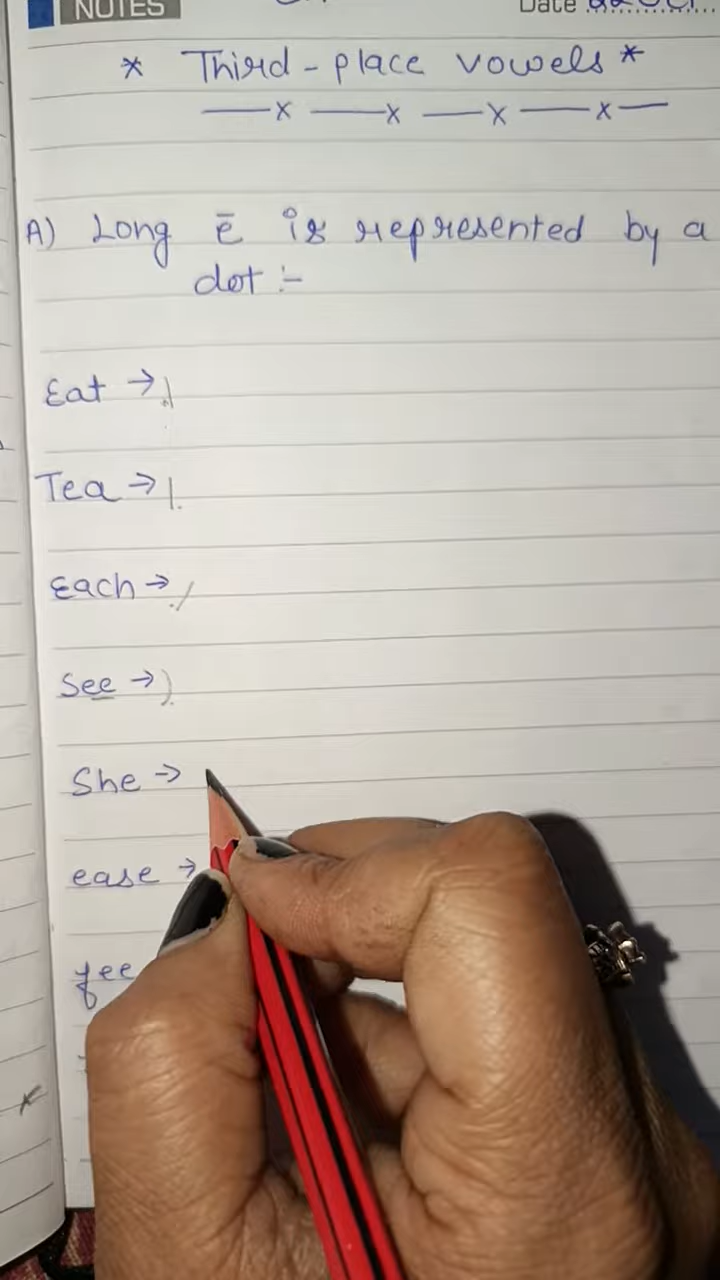 NOTES
Date
* Third-place vowels *
—x —x —x —x —
A) Long ē is represented by a
dot :-
Eat →
Tea →
Each →
See →
She →
ease →
fee